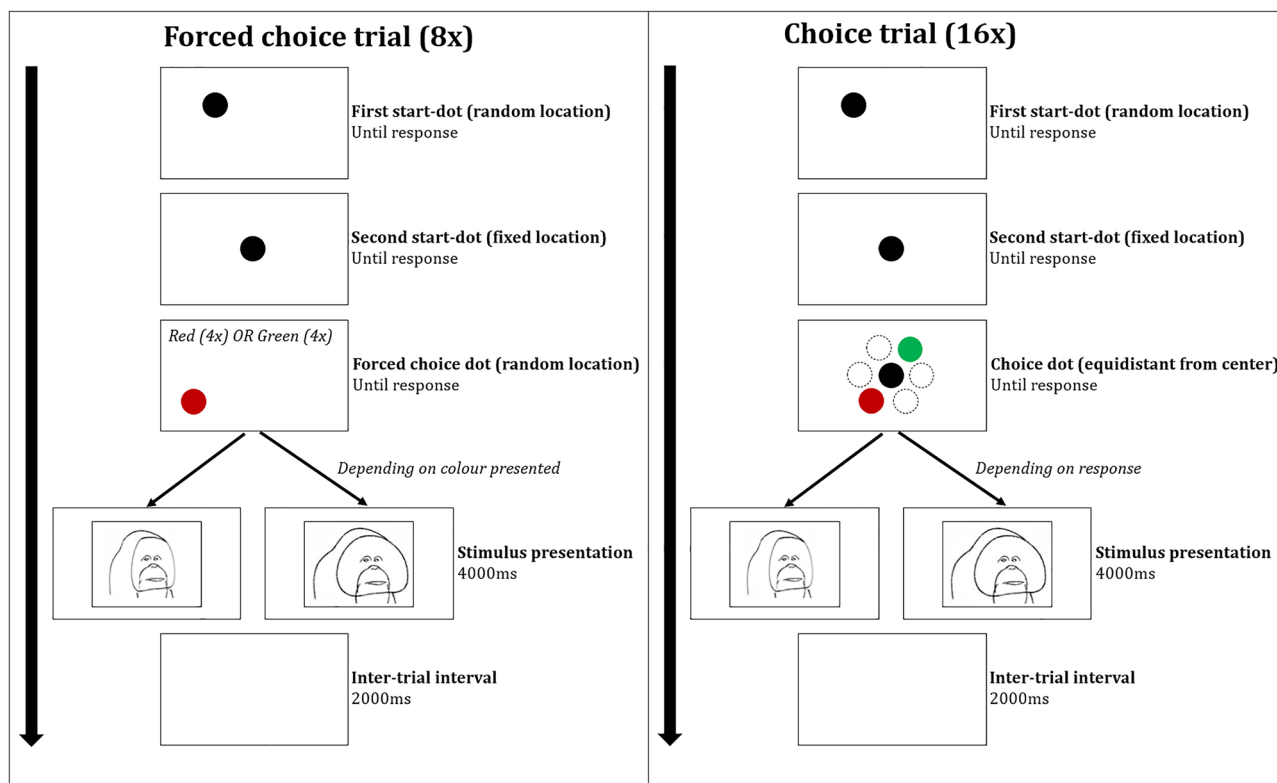 Forced choice trial (8x)
First start-dot (random location)
Until response
Second start-dot (fixed location)
Until response
Red (4x) OR Green (4x)
Forced choice dot (random location)
Until response
Depending on colour presented
Stimulus presentation
4000ms
Inter-trial interval
2000ms
Choice trial (16x)
First start-dot (random location)
Until response
Second start-dot (fixed location)
Until response
Choice dot (equidistant from center)
Until response
Depending on response
Stimulus presentation
4000ms
Inter-trial interval
2000ms